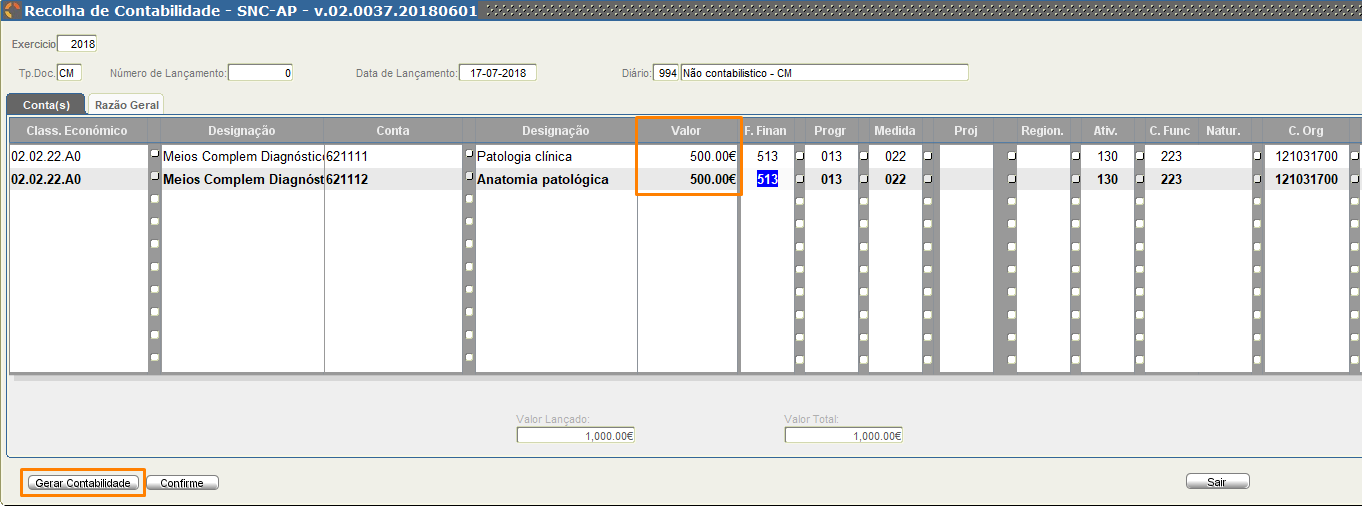 Recolha de Contabilidade - SNC-AP - v.02.0037.20180601
Exercicio 2018
Tp.Doc. CM Número de Lançamento: 0 Data de Lançamento: 17-07-2018 Diário: 994 Não contabilistico - CM
Conta(s) Razão Geral
Class. Económico Designação Conta Designação Valor F. Finan Progr Medida Proj Region. Ativ. C. Func Natur. C. Org
02.02.22.A0 Meios Complem Diagnóstic 621111 Patologia clínica 500.00€ 513 013 022 130 223 121031700
02.02.22.A0 Meios Complem Diagnóst 621112 Anatomia patológica 500.00€ 513 013 022 130 223 121031700
Valor Lançado: Valor Total:
1,000.00€ 1,000.00€
Gerar Contabilidade Confirme Sair